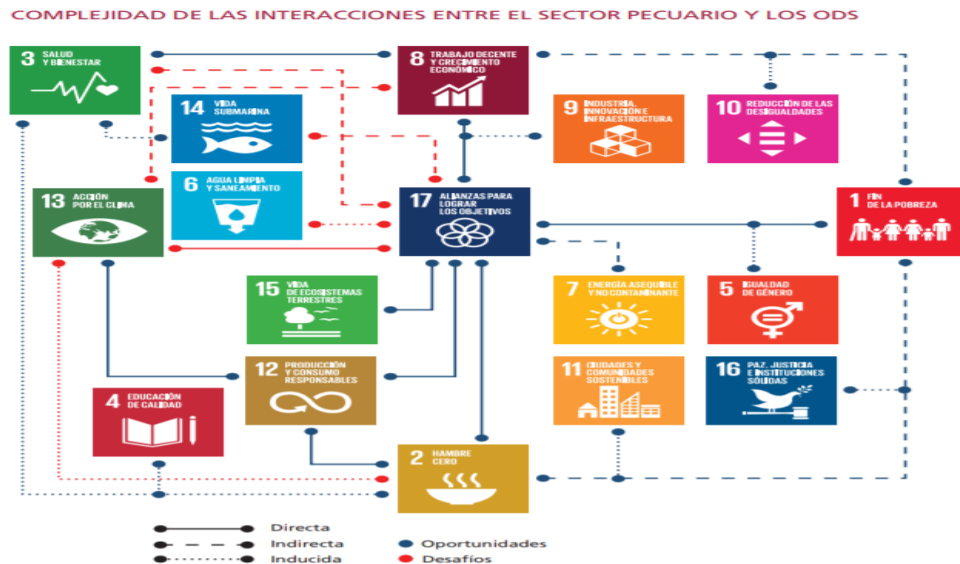 COMPLEJIDAD DE LAS INTERACCIONES ENTRE EL SECTOR PECUARIO Y LOS ODS
3 SALUD
Y BIENESTAR
8 TRABAJO DECENTE
Y CRECIMIENTO
ECONÓMICO
14 VIDA
SUBMARINA
9 INDUSTRIA,
INNOVACIÓN E
INFRAESTRUCTURA
10 REDUCCIÓN DE LAS
DESIGUALDADES
6 AGUA LIMPIA
Y SANEAMIENTO
13 ACCIÓN
POR EL CLIMA
17 ALIANZAS PARA
LOGRAR
LOS OBJETIVOS
1 FIN
DE LA POBREZA
15 VIDA
DE ECOSISTEMAS
TERRESTRES
7 ENERGÍA ASEQUIBLE
Y NO CONTAMINANTE
5 IGUALDAD
DE GÉNERO
12 PRODUCCIÓN
Y CONSUMO
RESPONSABLES
11 CIUDADES Y
COMUNIDADES
SOSTENIBLES
16 PAZ, JUSTICIA
E INSTITUCIONES
SÓLIDAS
4 EDUCACIÓN
DE CALIDAD
2 HAMBRE
CERO
Directa
Indirecta
Inducida
Oportunidades
Desafíos